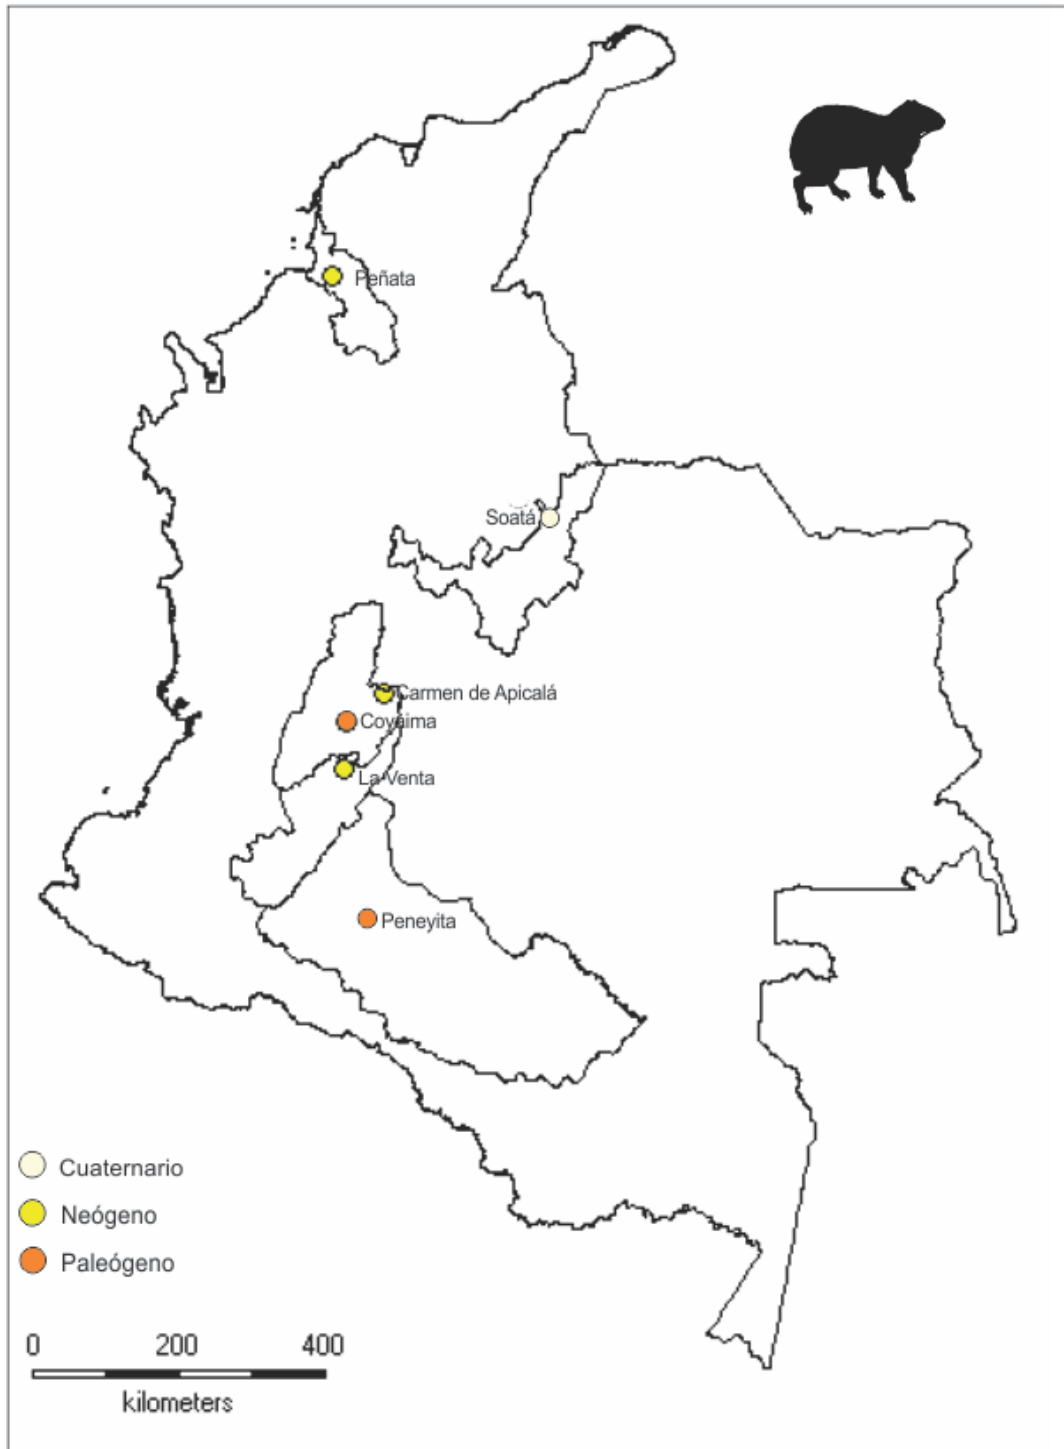 Peñata
Soatá
Carmen de Apicalá
Coyaima
La Venta
Peneyita
Cuaternario
Neógeno
Paleógeno
0 200 400
kilometers